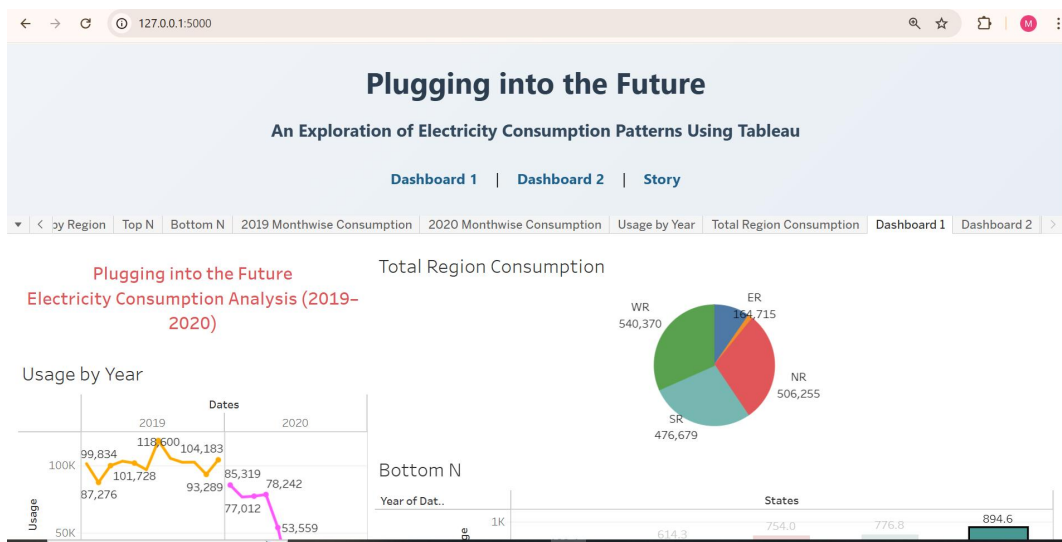 127.0.0.1:5000
M
Plugging into the Future
An Exploration of Electricity Consumption Patterns Using Tableau
Dashboard 1 | Dashboard 2 | Story
by Region Top N Bottom N 2019 Monthwise Consumption 2020 Monthwise Consumption Usage by Year Total Region Consumption Dashboard 1 Dashboard 2
Plugging into the Future
Electricity Consumption Analysis (2019–
2020)
Usage by Year
Dates
2019 2020
100K
50K
Usage
99,834
87,276
101,728
118,600
93,289
104,183
85,319
77,012
78,242
53,559
Total Region Consumption
WR
540,370
ER
164,715
NR
506,255
SR
476,679
Bottom N
Year of Dat.. States
1K
614.3 754.0 776.8 894.6